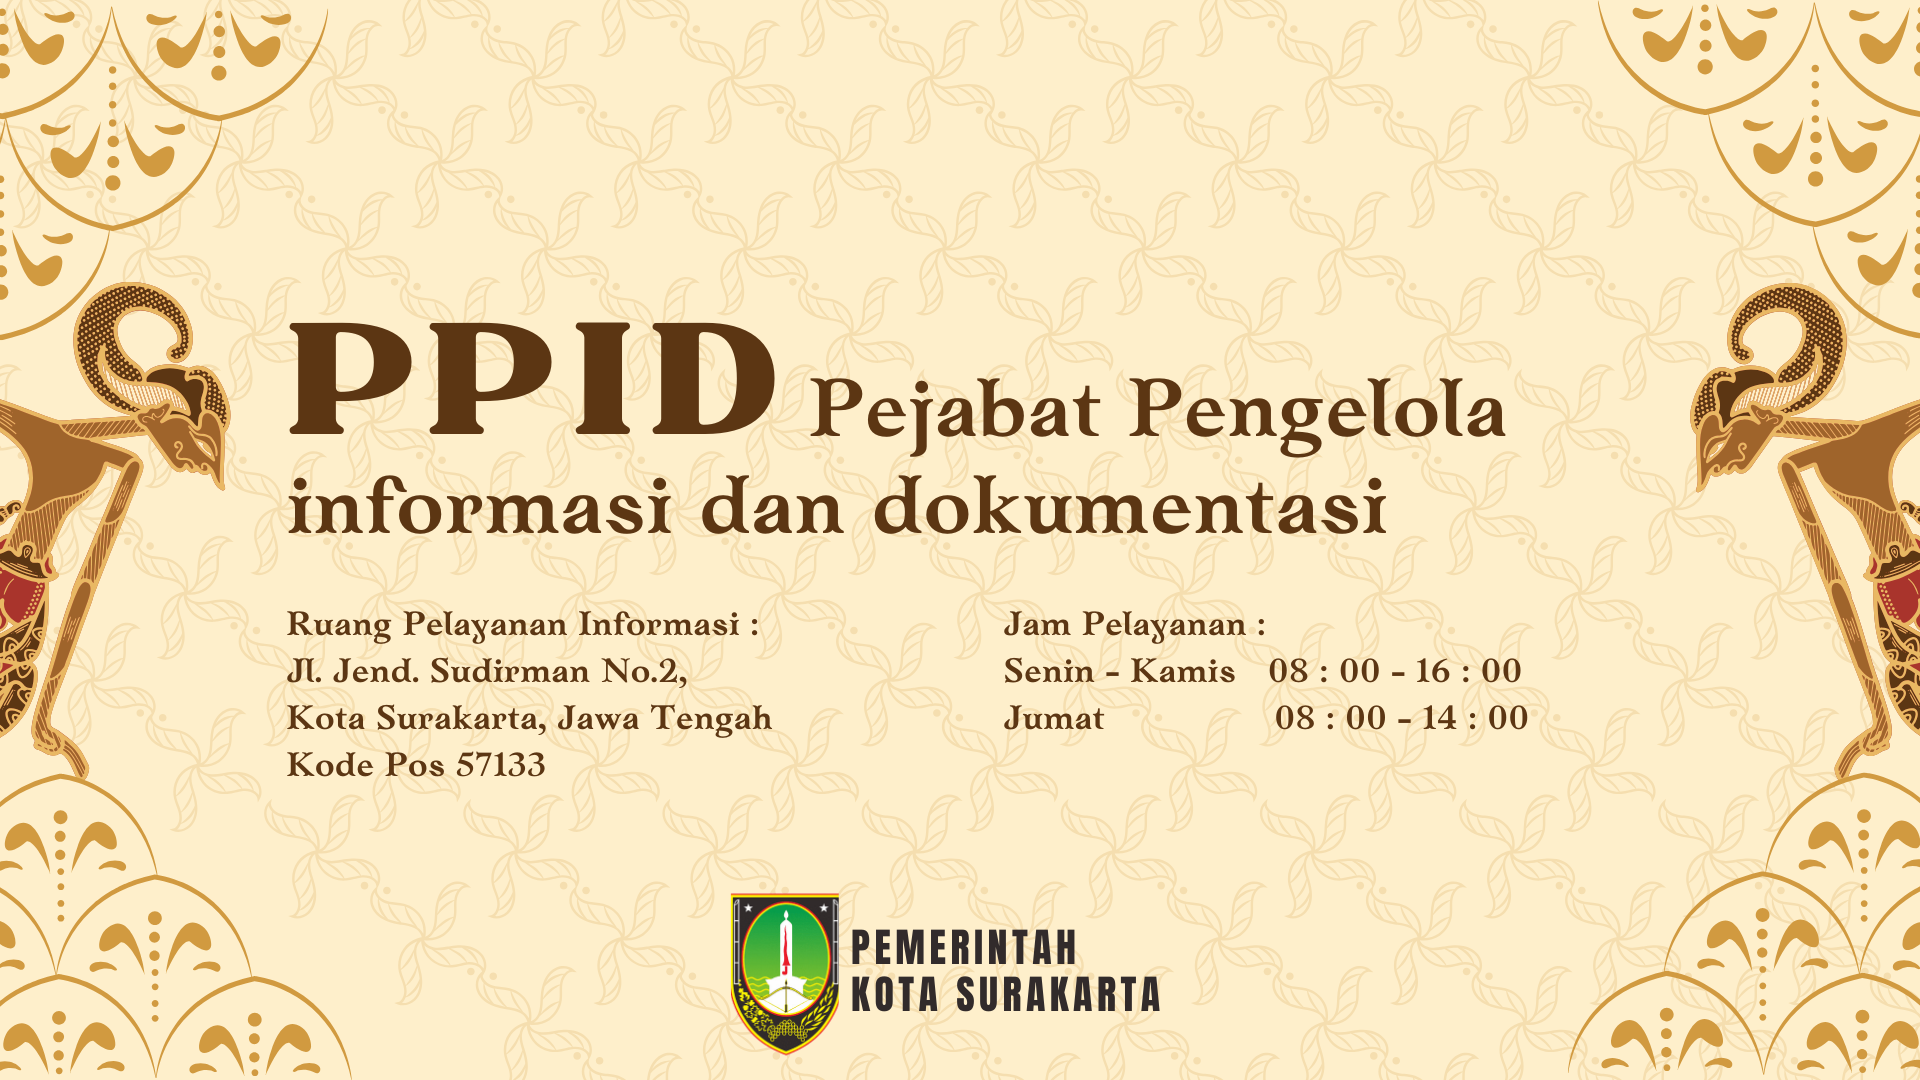 PPID Pejabat Pengelola
informasi dan dokumentasi
Ruang Pelayanan Informasi :
Jl. Jend. Sudirman No.2,
Kota Surakarta, Jawa Tengah
Kode Pos 57133
Jam Pelayanan :
Senin - Kamis 08 : 00 - 16 : 00
Jumat 08 : 00 - 14 : 00
PEMERINTAH
KOTA SURAKARTA